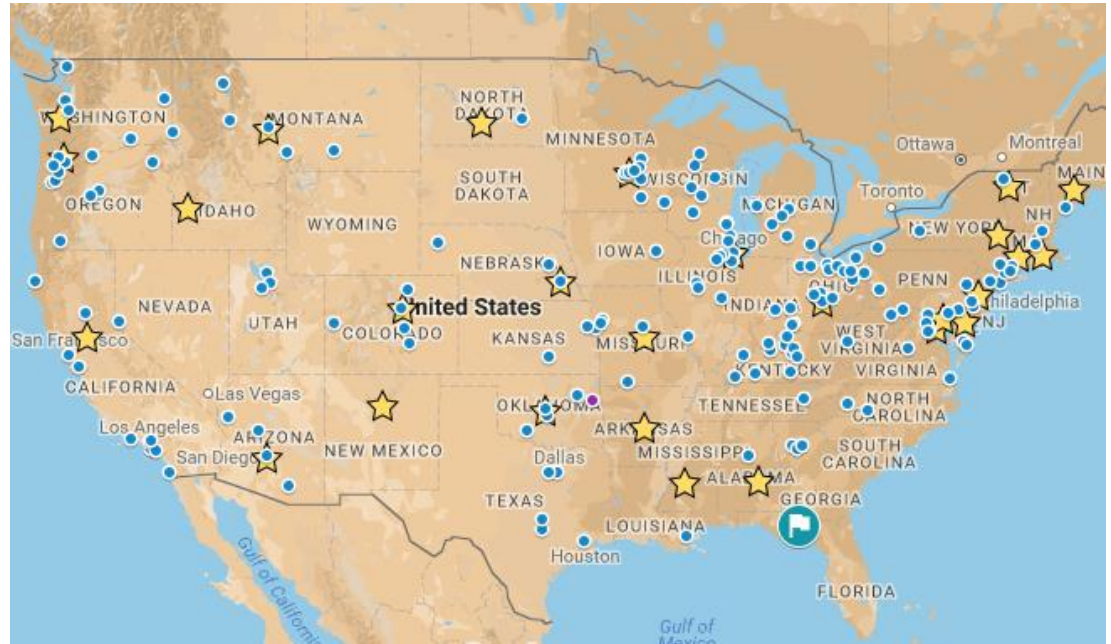 NORTH
DAKOTA
WASHINGTON
MONTANA
MINNESOTA
Ottawa
Montreal
WISCONSIN
MAIN
SOUTH
DAKOTA
Toronto
VT
OREGON
IDAHO
WYOMING
MICHIGAN
NH
NEW YORK
Chicago
IOWA
NEBRASK
ILLINOIS
PENN
OHIO
United States
INDIANA
Philadelphia
NEVADA
UTAH
COLORADO
KANSAS
MISSOURI
WEST
VIRGINIA
NJ
San Francisco
KENTUCKY
VIRGINIA
CALIFORNIA
Las Vegas
OKLAHOMA
TENNESSEE
NORTH
CAROLINA
Los Angeles
ARIZONA
ARKANSAS
San Diego
NEW MEXICO
MISSISSIPPI
SOUTH
CAROLINA
Dallas
ALABAMA
TEXAS
GEORGIA
LOUISIANA
Houston
FLORIDA
Gulf of
California
Gulf of
Mexico